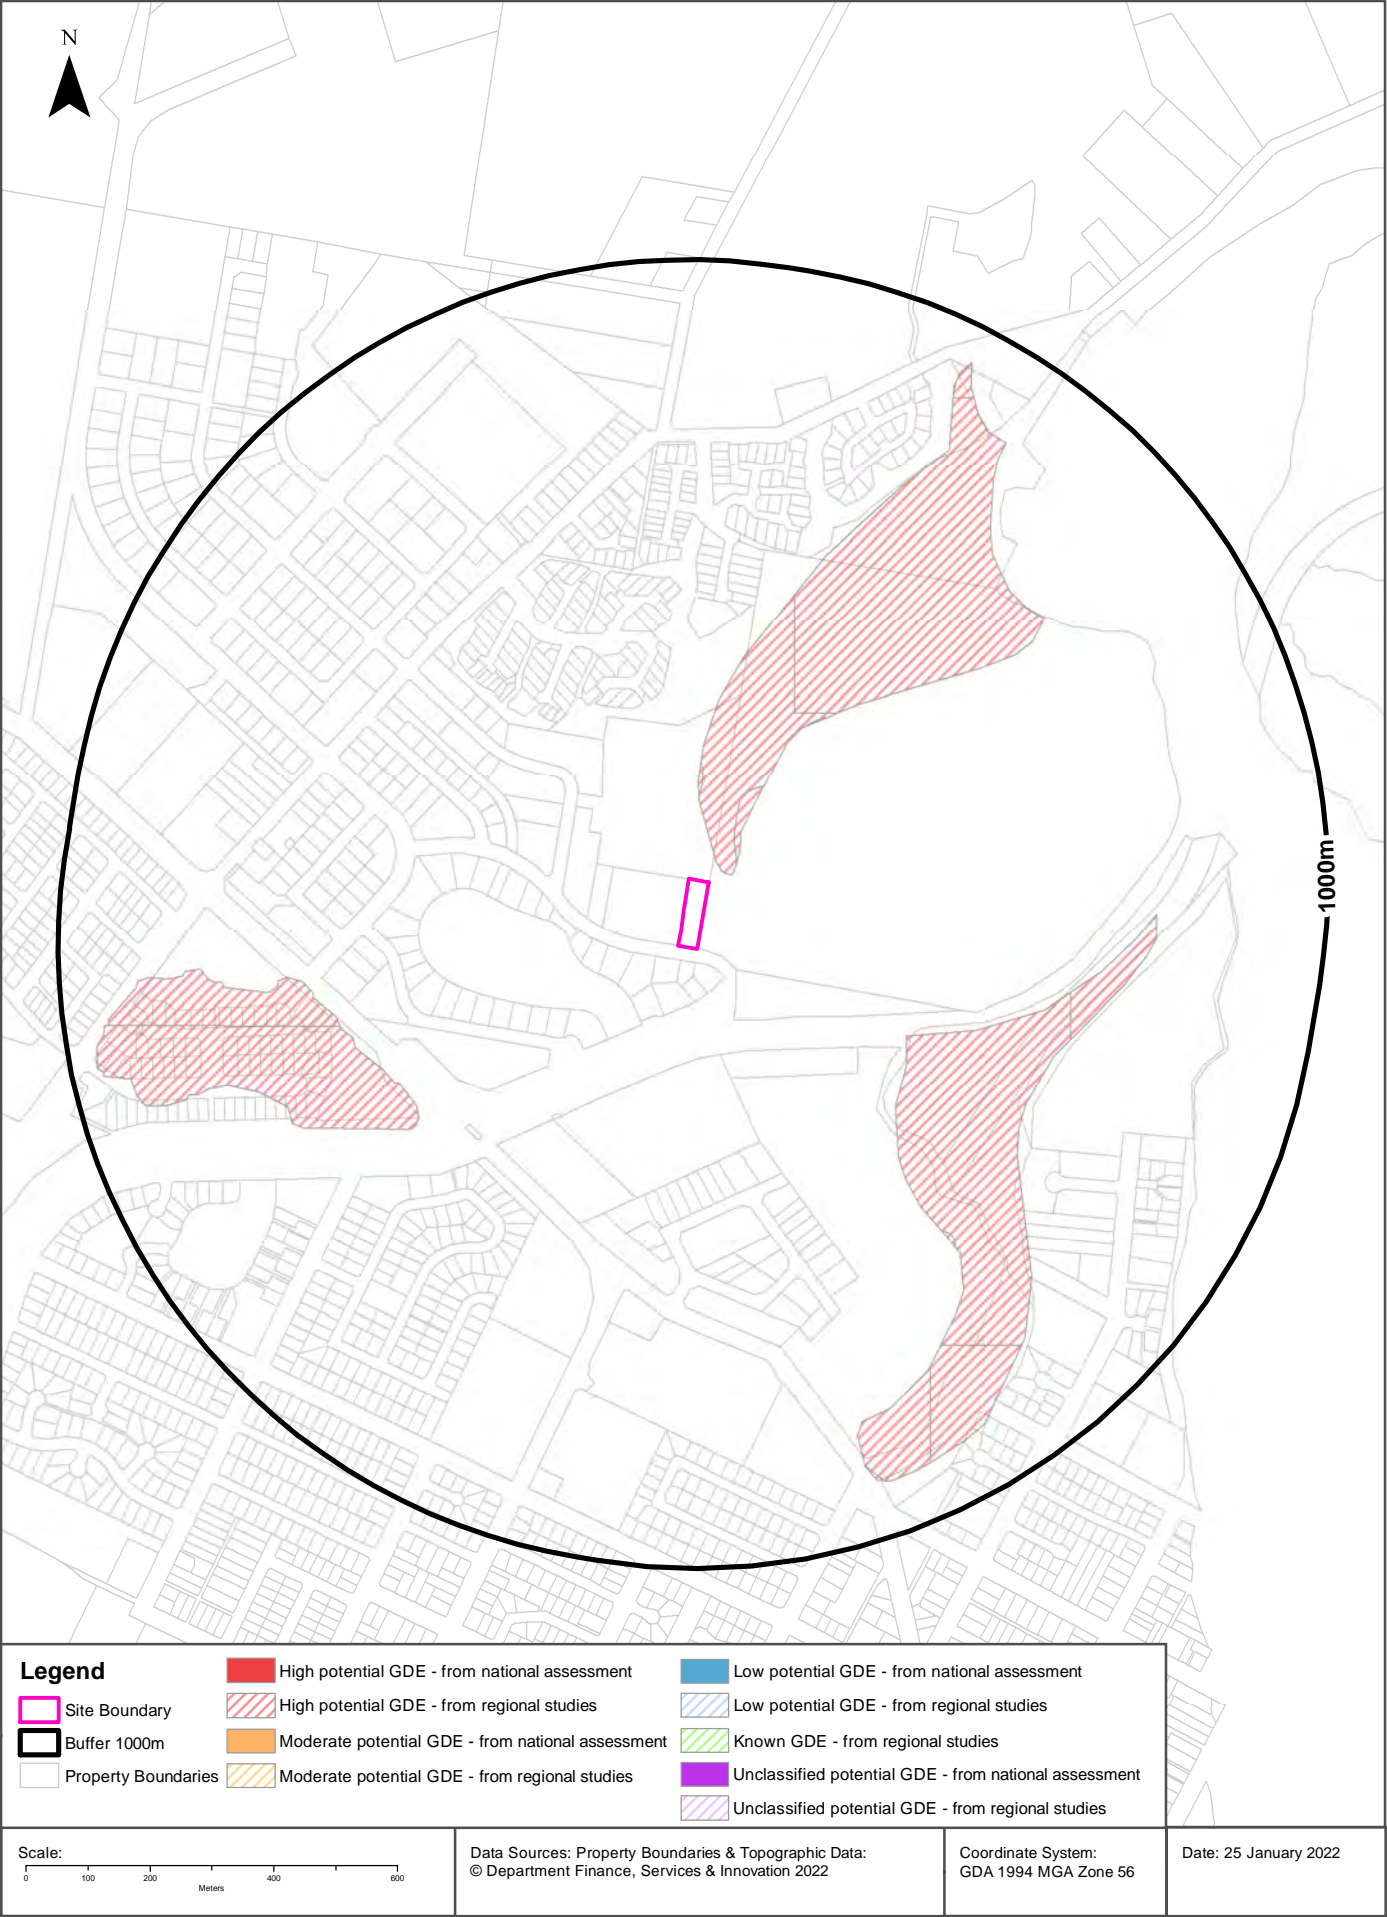 N
1000m
Legend
Site Boundary
Buffer 1000m
Property Boundaries
High potential GDE - from national assessment
High potential GDE - from regional studies
Moderate potential GDE - from national assessment
Moderate potential GDE - from regional studies
Low potential GDE - from national assessment
Low potential GDE - from regional studies
Known GDE - from regional studies
Unclassified potential GDE - from national assessment
Unclassified potential GDE - from regional studies
Scale:
0 100 200 400 600
Meters
Data Sources: Property Boundaries & Topographic Data:
© Department Finance, Services & Innovation 2022
Coordinate System:
GDA 1994 MGA Zone 56
Date: 25 January 2022